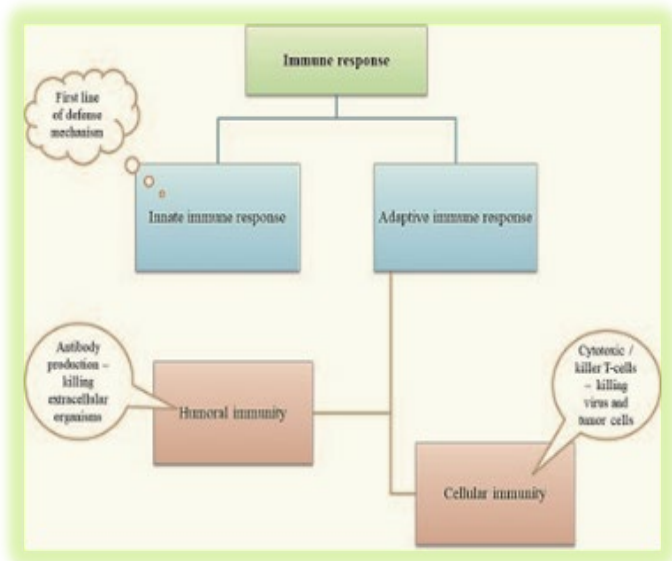 Immune response
First line
of defense
mechanism
Innate immune response
Adaptive immune response
Antibody
production –
killing
extracellular
organisms
Humoral immunity
Cytotoxic /
killer T-cells
– killing
virus and
tumor cells
Cellular immunity